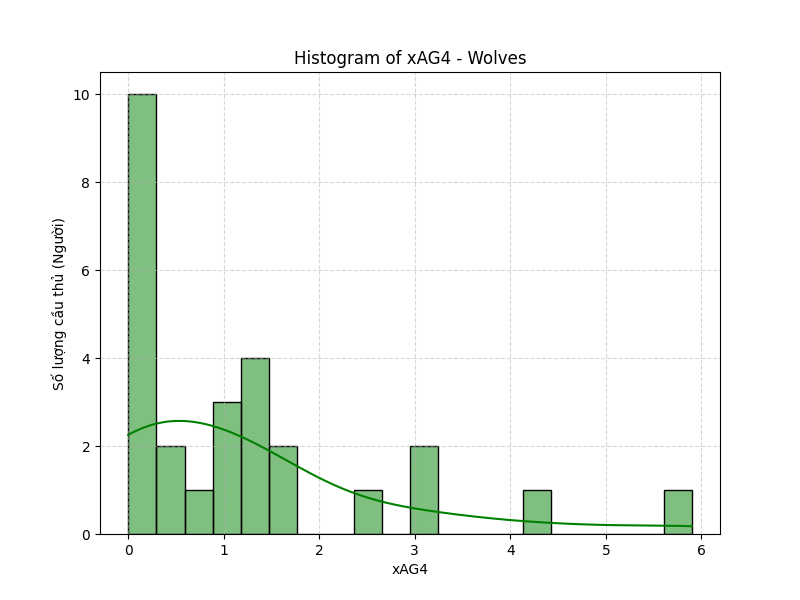 Histogram of xAG4 - Wolves
Số lượng cầu thủ (Người)
10
8
6
4
2
0
0 1 2 3 4 5 6
xAG4